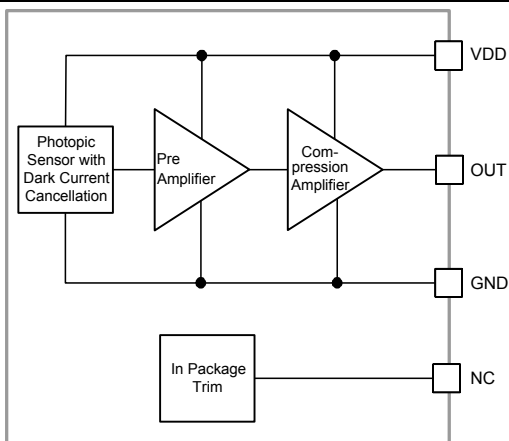 VDD
Photopic
Sensor with
Dark Current
Cancellation
Pre
Amplifier
Com-
pression
Amplifier
OUT
GND
In Package
Trim
NC